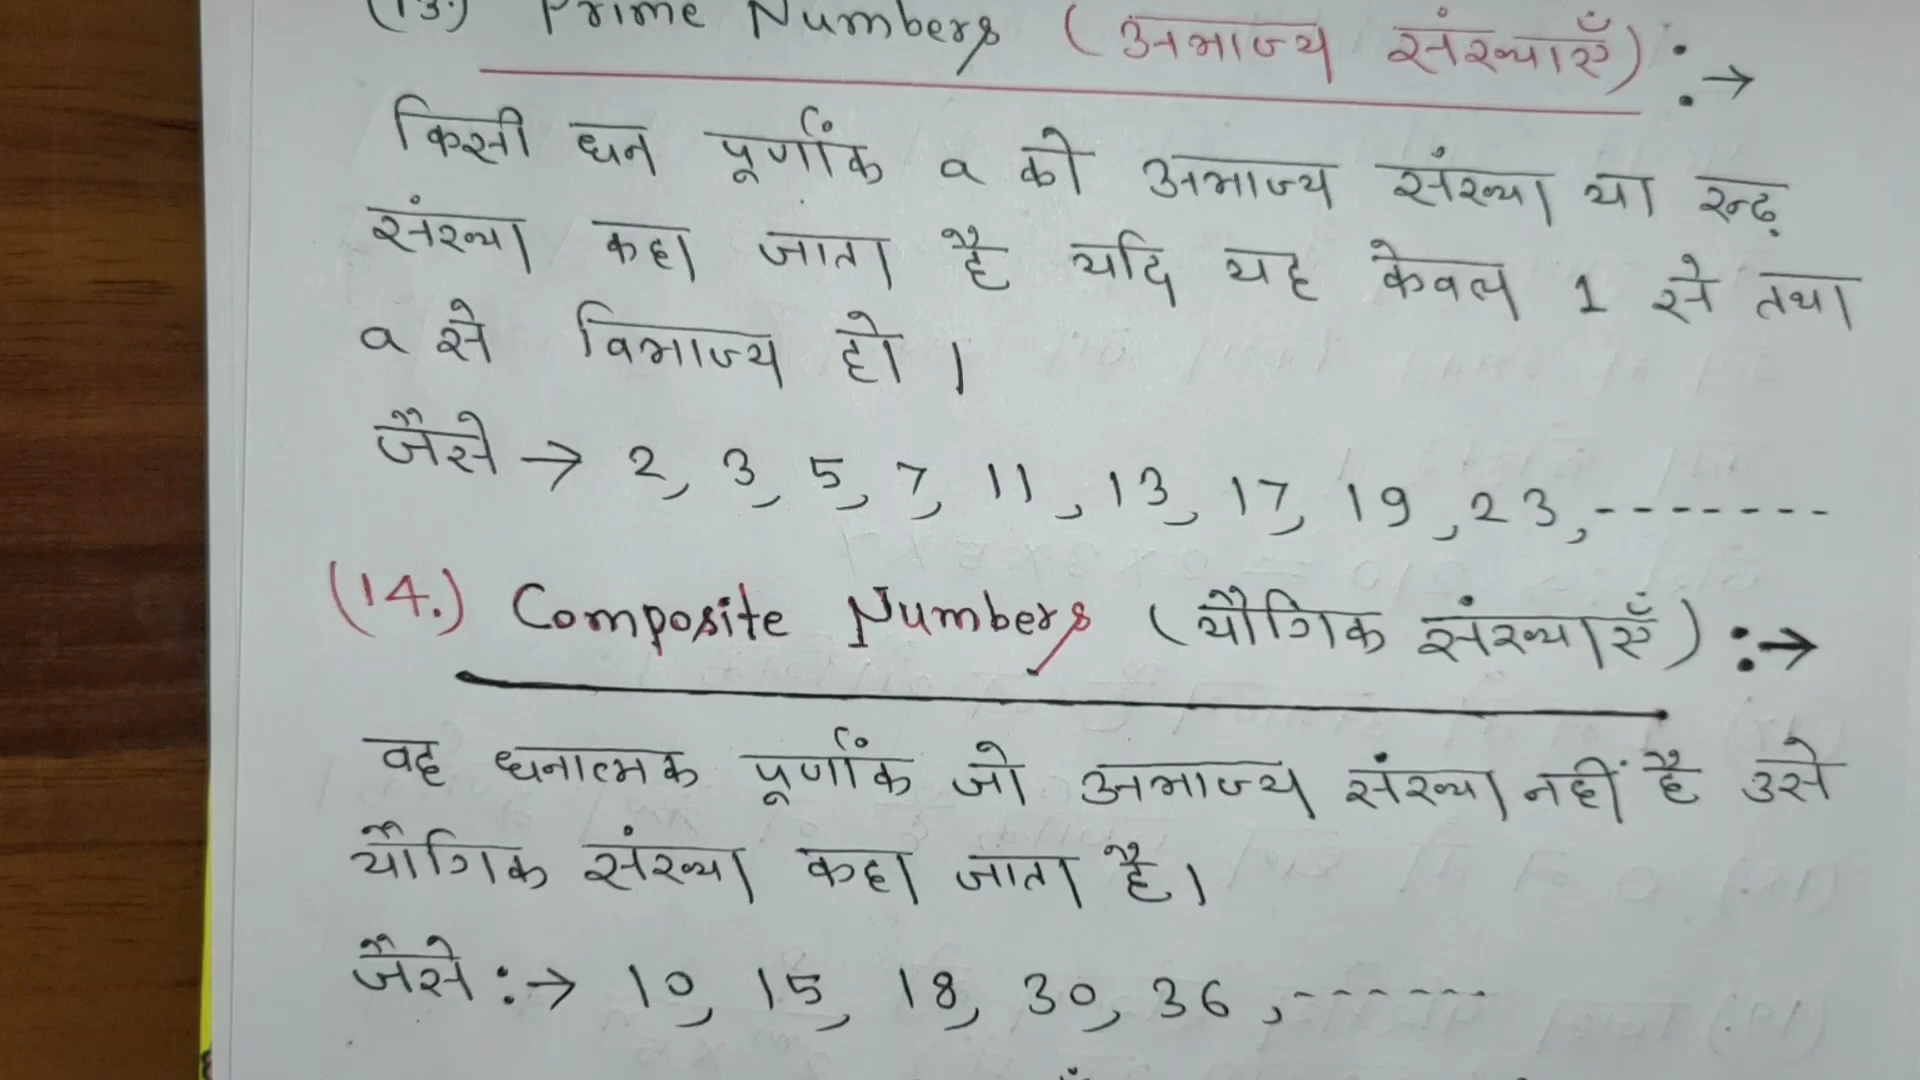 (13.) Prime Numbers (अभाज्य संख्याएँ) :→
किसी धन पूर्णांक a को अभाज्य संख्या या रूढ़
संख्या कहा जाता है यदि यह केवल 1 से तथा
a से विभाज्य हो ।
जैसे → 2, 3, 5, 7, 11, 13, 17, 19, 23, -------
(14.) Composite Numbers (यौगिक संख्याएँ) :→
वह धनात्मक पूर्णांक जो अभाज्य संख्या नहीं है उसे
यौगिक संख्या कहा जाता है।
जैसे :→ 10, 15, 18, 30, 36, -------